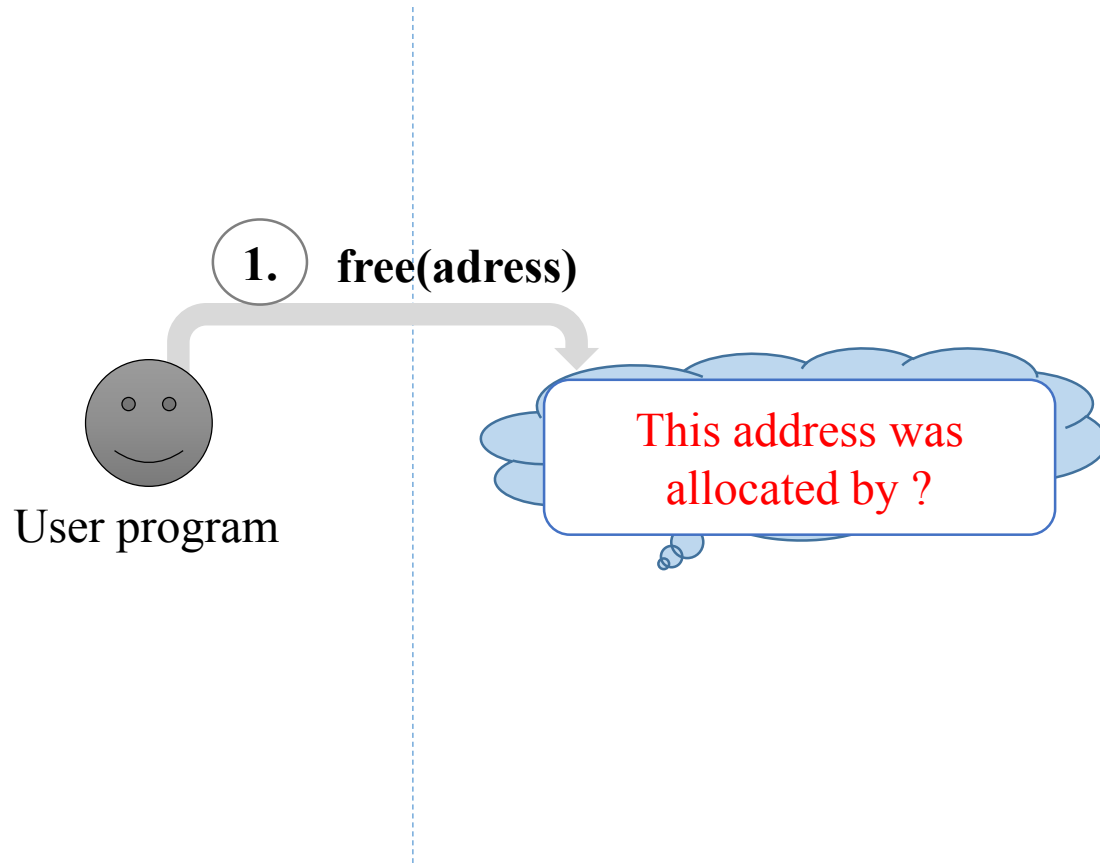 1. free(adress)
This address was
allocated by ?
User program